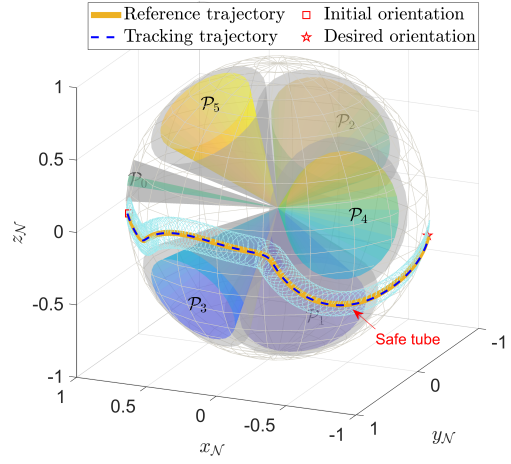 Reference trajectory
Initial orientation
Tracking trajectory
Desired orientation
1
0.5
0
-0.5
-1
z𝒩
𝒫5
𝒫2
𝒫0
𝒫4
𝒫3
𝒫1
Safe tube
1
0.5
0
-0.5
-1
x𝒩
1
0
-1
y𝒩